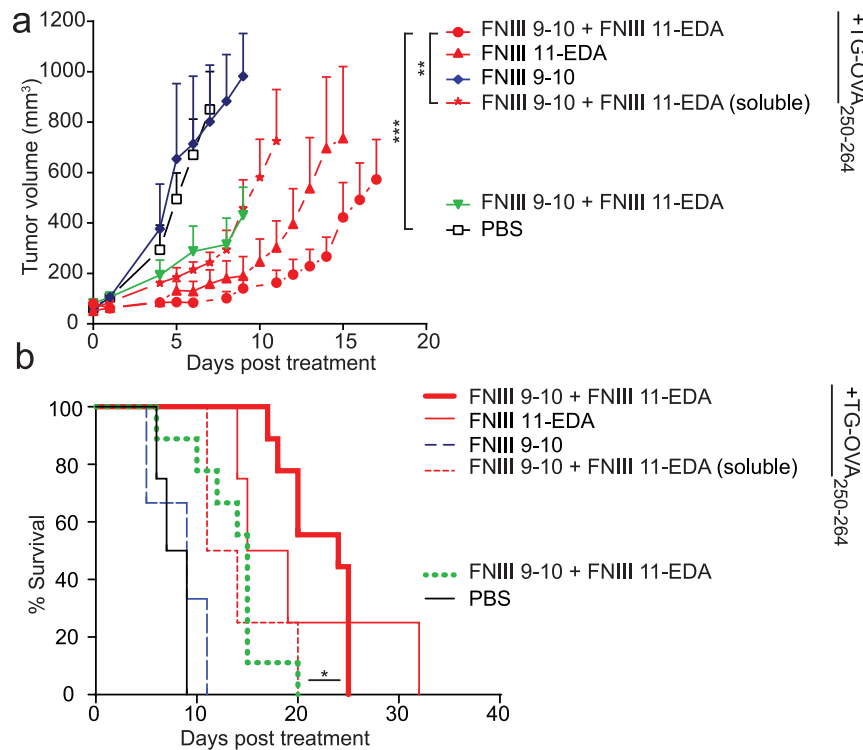 a
1200
1000
800
600
400
200
0
Tumor volume (mm³)
0 5 10 15 20
Days post treatment
FNIII 9-10 + FNIII 11-EDA
FNIII 11-EDA
FNIII 9-10
FNIII 9-10 + FNIII 11-EDA (soluble)
FNIII 9-10 + FNIII 11-EDA
PBS
**
***
+TG-OVA250-264
b
100
80
60
40
20
0
% Survival
0 10 20 30 40
Days post treatment
*
FNIII 9-10 + FNIII 11-EDA
FNIII 11-EDA
FNIII 9-10
FNIII 9-10 + FNIII 11-EDA (soluble)
FNIII 9-10 + FNIII 11-EDA
PBS
+TG-OVA250-264